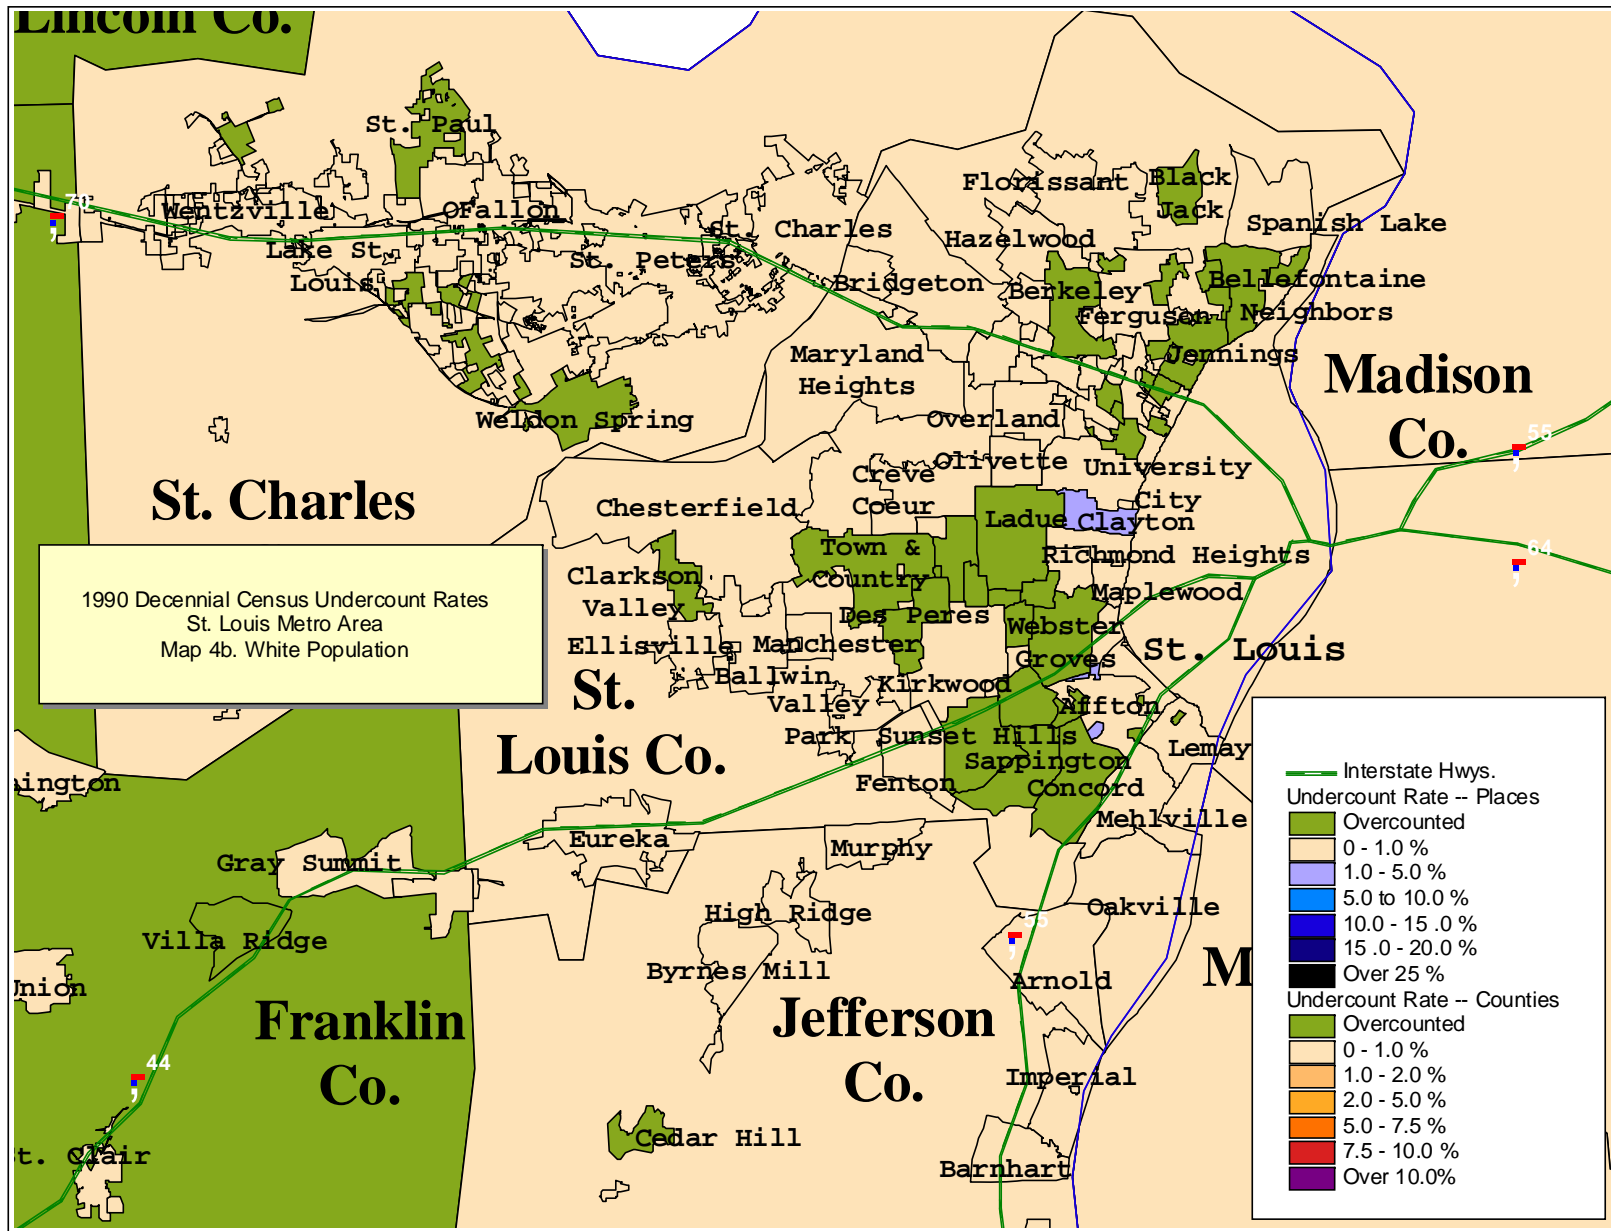 Lincoln Co.
St. Paul
70
Wentzville
OFallon
Lake St.
Louis
St. Peters
St. Charles
Florissant
Black
Jack
Spanish Lake
Hazelwood
Bridgeton
Berkeley
Bellefontaine
Neighbors
Ferguson
Jennings
Maryland
Heights
Madison
Co.
Weldon Spring
Overland
55
Olivette
University
City
Creve
Coeur
St. Charles
Chesterfield
Ladue
Clayton
Town &
Country
Richmond Heights
64
Clarkson
Valley
Maplewood
1990 Decennial Census Undercount Rates
St. Louis Metro Area
Map 4b. White Population
Des Peres
Webster
Groves
Ellisville
Manchester
St. Louis
Ballwin
Kirkwood
St.
Louis Co.
Valley
Park
Affton
Sunset Hills
Lemay
Sappington
Fenton
Concord
Mehlville
ington
Eureka
Murphy
Gray Summit
High Ridge
Oakville
Villa Ridge
55
Byrnes Mill
Arnold
M
Union
Franklin
Co.
Jefferson
Co.
44
Imperial
Cedar Hill
St. Clair
Barnhart
Interstate Hwys.
Undercount Rate -- Places
Overcounted
0 - 1.0 %
1.0 - 5.0 %
5.0 to 10.0 %
10.0 - 15 .0 %
15 .0 - 20.0 %
Over 25 %
Undercount Rate -- Counties
Overcounted
0 - 1.0 %
1.0 - 2.0 %
2.0 - 5.0 %
5.0 - 7.5 %
7.5 - 10.0 %
Over 10.0%